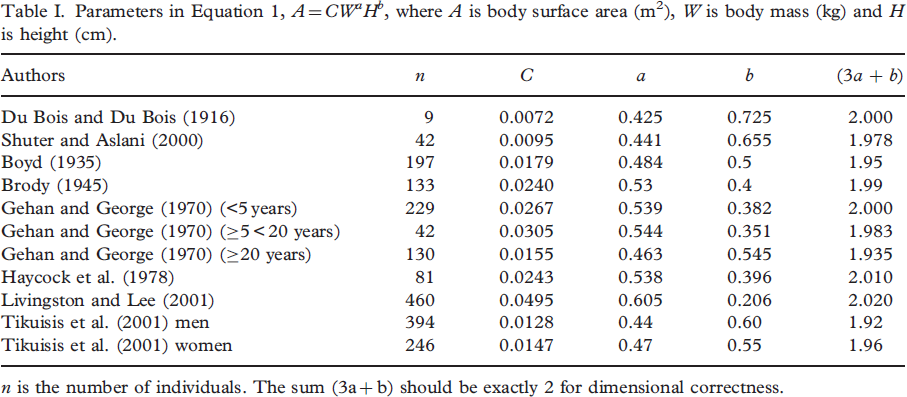 Table I. Parameters in Equation 1, A=CWᵃHᵇ, where A is body surface area (m²), W is body mass (kg) and H
is height (cm).
Authors n C a b (3a + b)
Du Bois and Du Bois (1916) 9 0.0072 0.425 0.725 2.000
Shuter and Aslani (2000) 42 0.0095 0.441 0.655 1.978
Boyd (1935) 197 0.0179 0.484 0.5 1.95
Brody (1945) 133 0.0240 0.53 0.4 1.99
Gehan and George (1970) (<5 years) 229 0.0267 0.539 0.382 2.000
Gehan and George (1970) (≥5 < 20 years) 42 0.0305 0.544 0.351 1.983
Gehan and George (1970) (≥20 years) 130 0.0155 0.463 0.545 1.935
Haycock et al. (1978) 81 0.0243 0.538 0.396 2.010
Livingston and Lee (2001) 460 0.0495 0.605 0.206 2.020
Tikuisis et al. (2001) men 394 0.0128 0.44 0.60 1.92
Tikuisis et al. (2001) women 246 0.0147 0.47 0.55 1.96
n is the number of individuals. The sum (3a + b) should be exactly 2 for dimensional correctness.